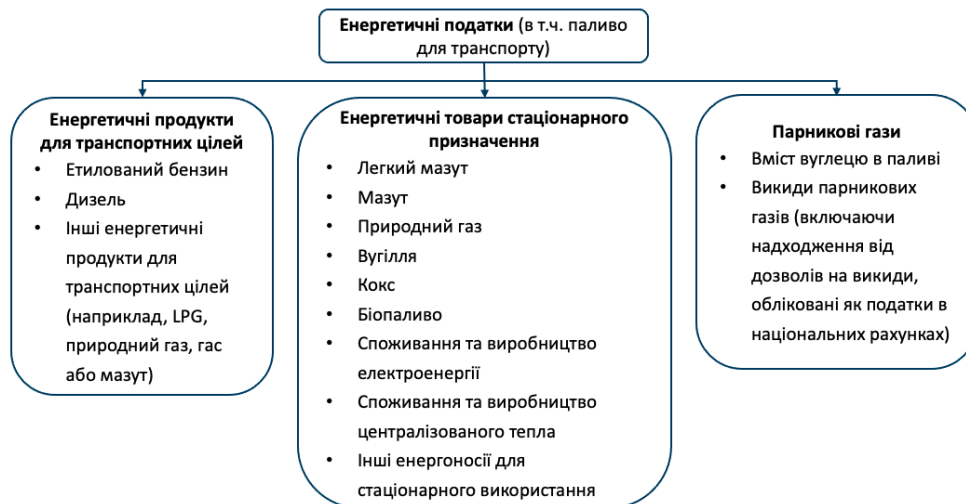 Енергетичні податки (в т.ч. паливо
для транспорту)
Енергетичні продукти
для транспортних цілей
• Етилований бензин
• Дизель
• Інші енергетичні
продукти для
транспортних цілей
(наприклад, LPG,
природний газ, гас
або мазут)
Енергетичні товари стаціонарного
призначення
• Легкий мазут
• Мазут
• Природний газ
• Вугілля
• Кокс
• Біопаливо
• Споживання та виробництво
електроенергії
• Споживання та виробництво
централізованого тепла
• Інші енергоносії для
стаціонарного використання
Парникові гази
• Вміст вуглецю в паливі
• Викиди парникових
газів (включаючи
надходження від
дозволів на викиди,
обліковані як податки в
національних рахунках)